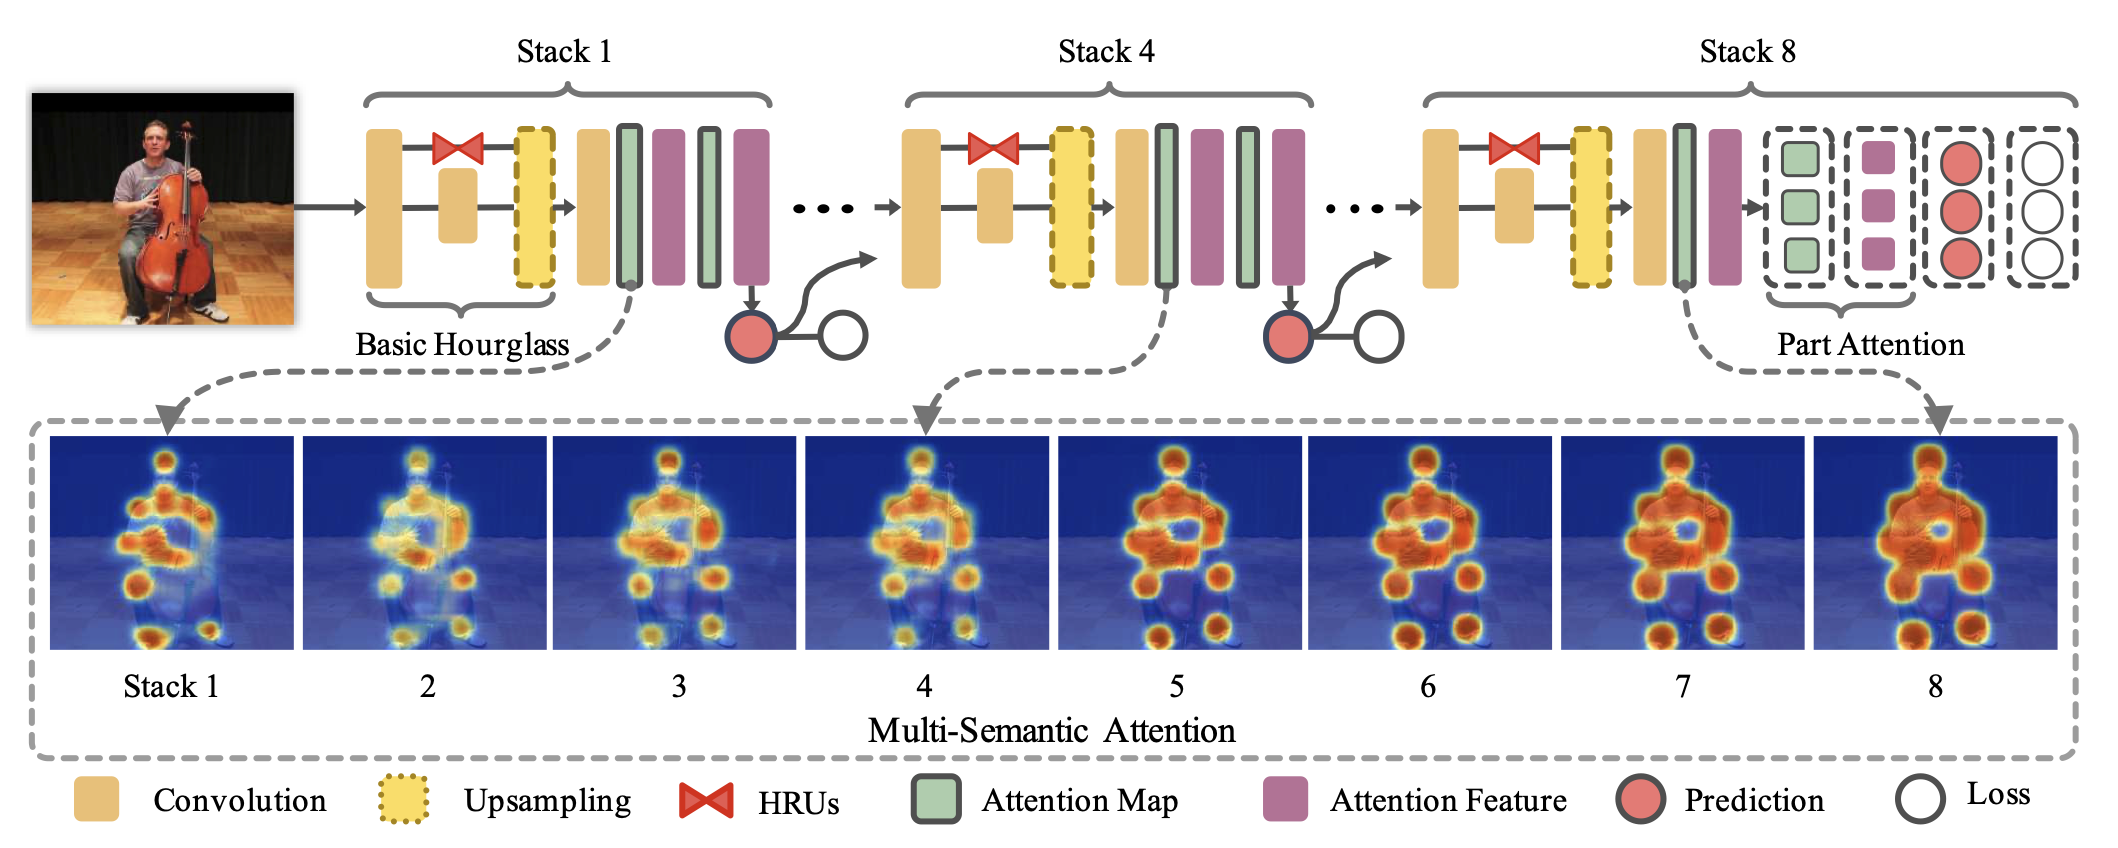 Stack 1
Stack 4
Stack 8
Basic Hourglass
Part Attention
Stack 1
2
3
4
5
6
7
8
Multi-Semantic Attention
Convolution
Upsampling
HRUs
Attention Map
Attention Feature
Prediction
Loss